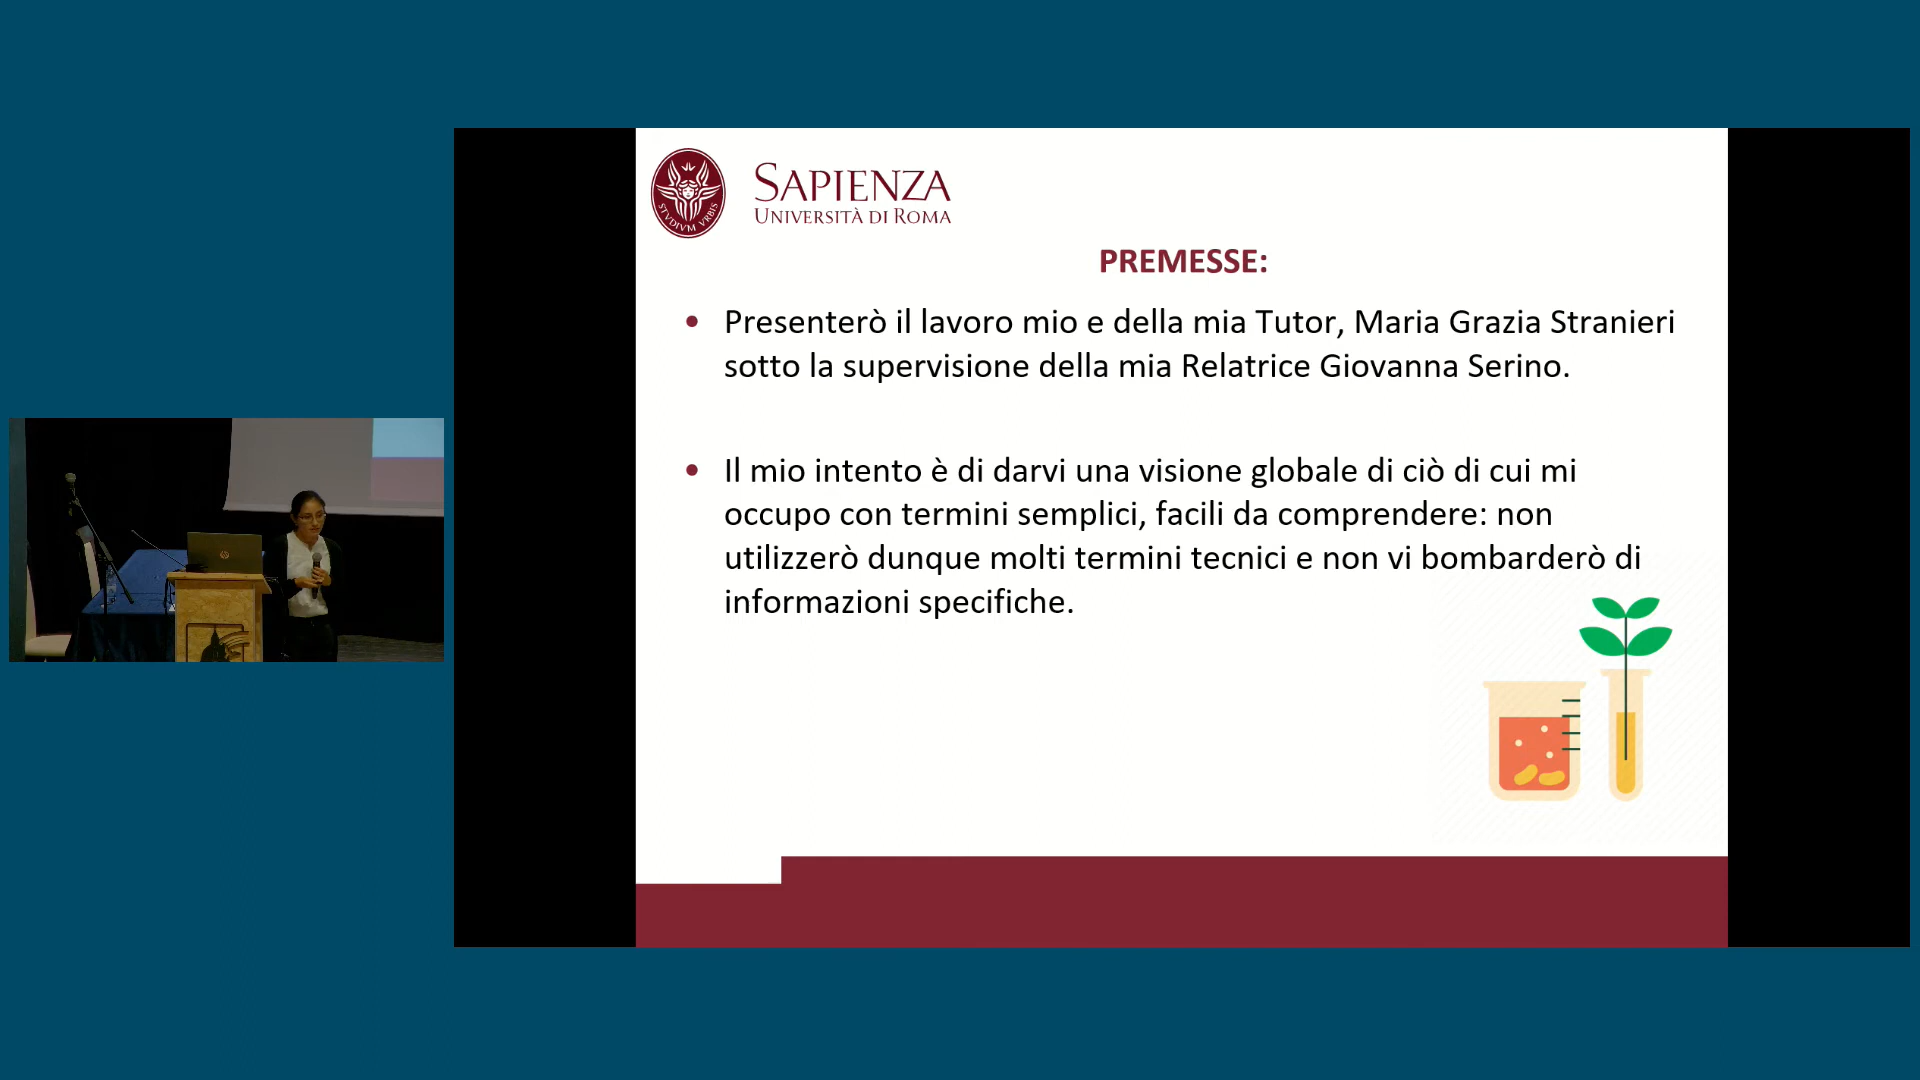 STVDIVM VRBIS
SAPIENZA
UNIVERSITÀ DI ROMA
PREMESSE:
• Presenterò il lavoro mio e della mia Tutor, Maria Grazia Stranieri
sotto la supervisione della mia Relatrice Giovanna Serino.
• Il mio intento è di darvi una visione globale di ciò di cui mi
occupo con termini semplici, facili da comprendere: non
utilizzerò dunque molti termini tecnici e non vi bombarderò di
informazioni specifiche.